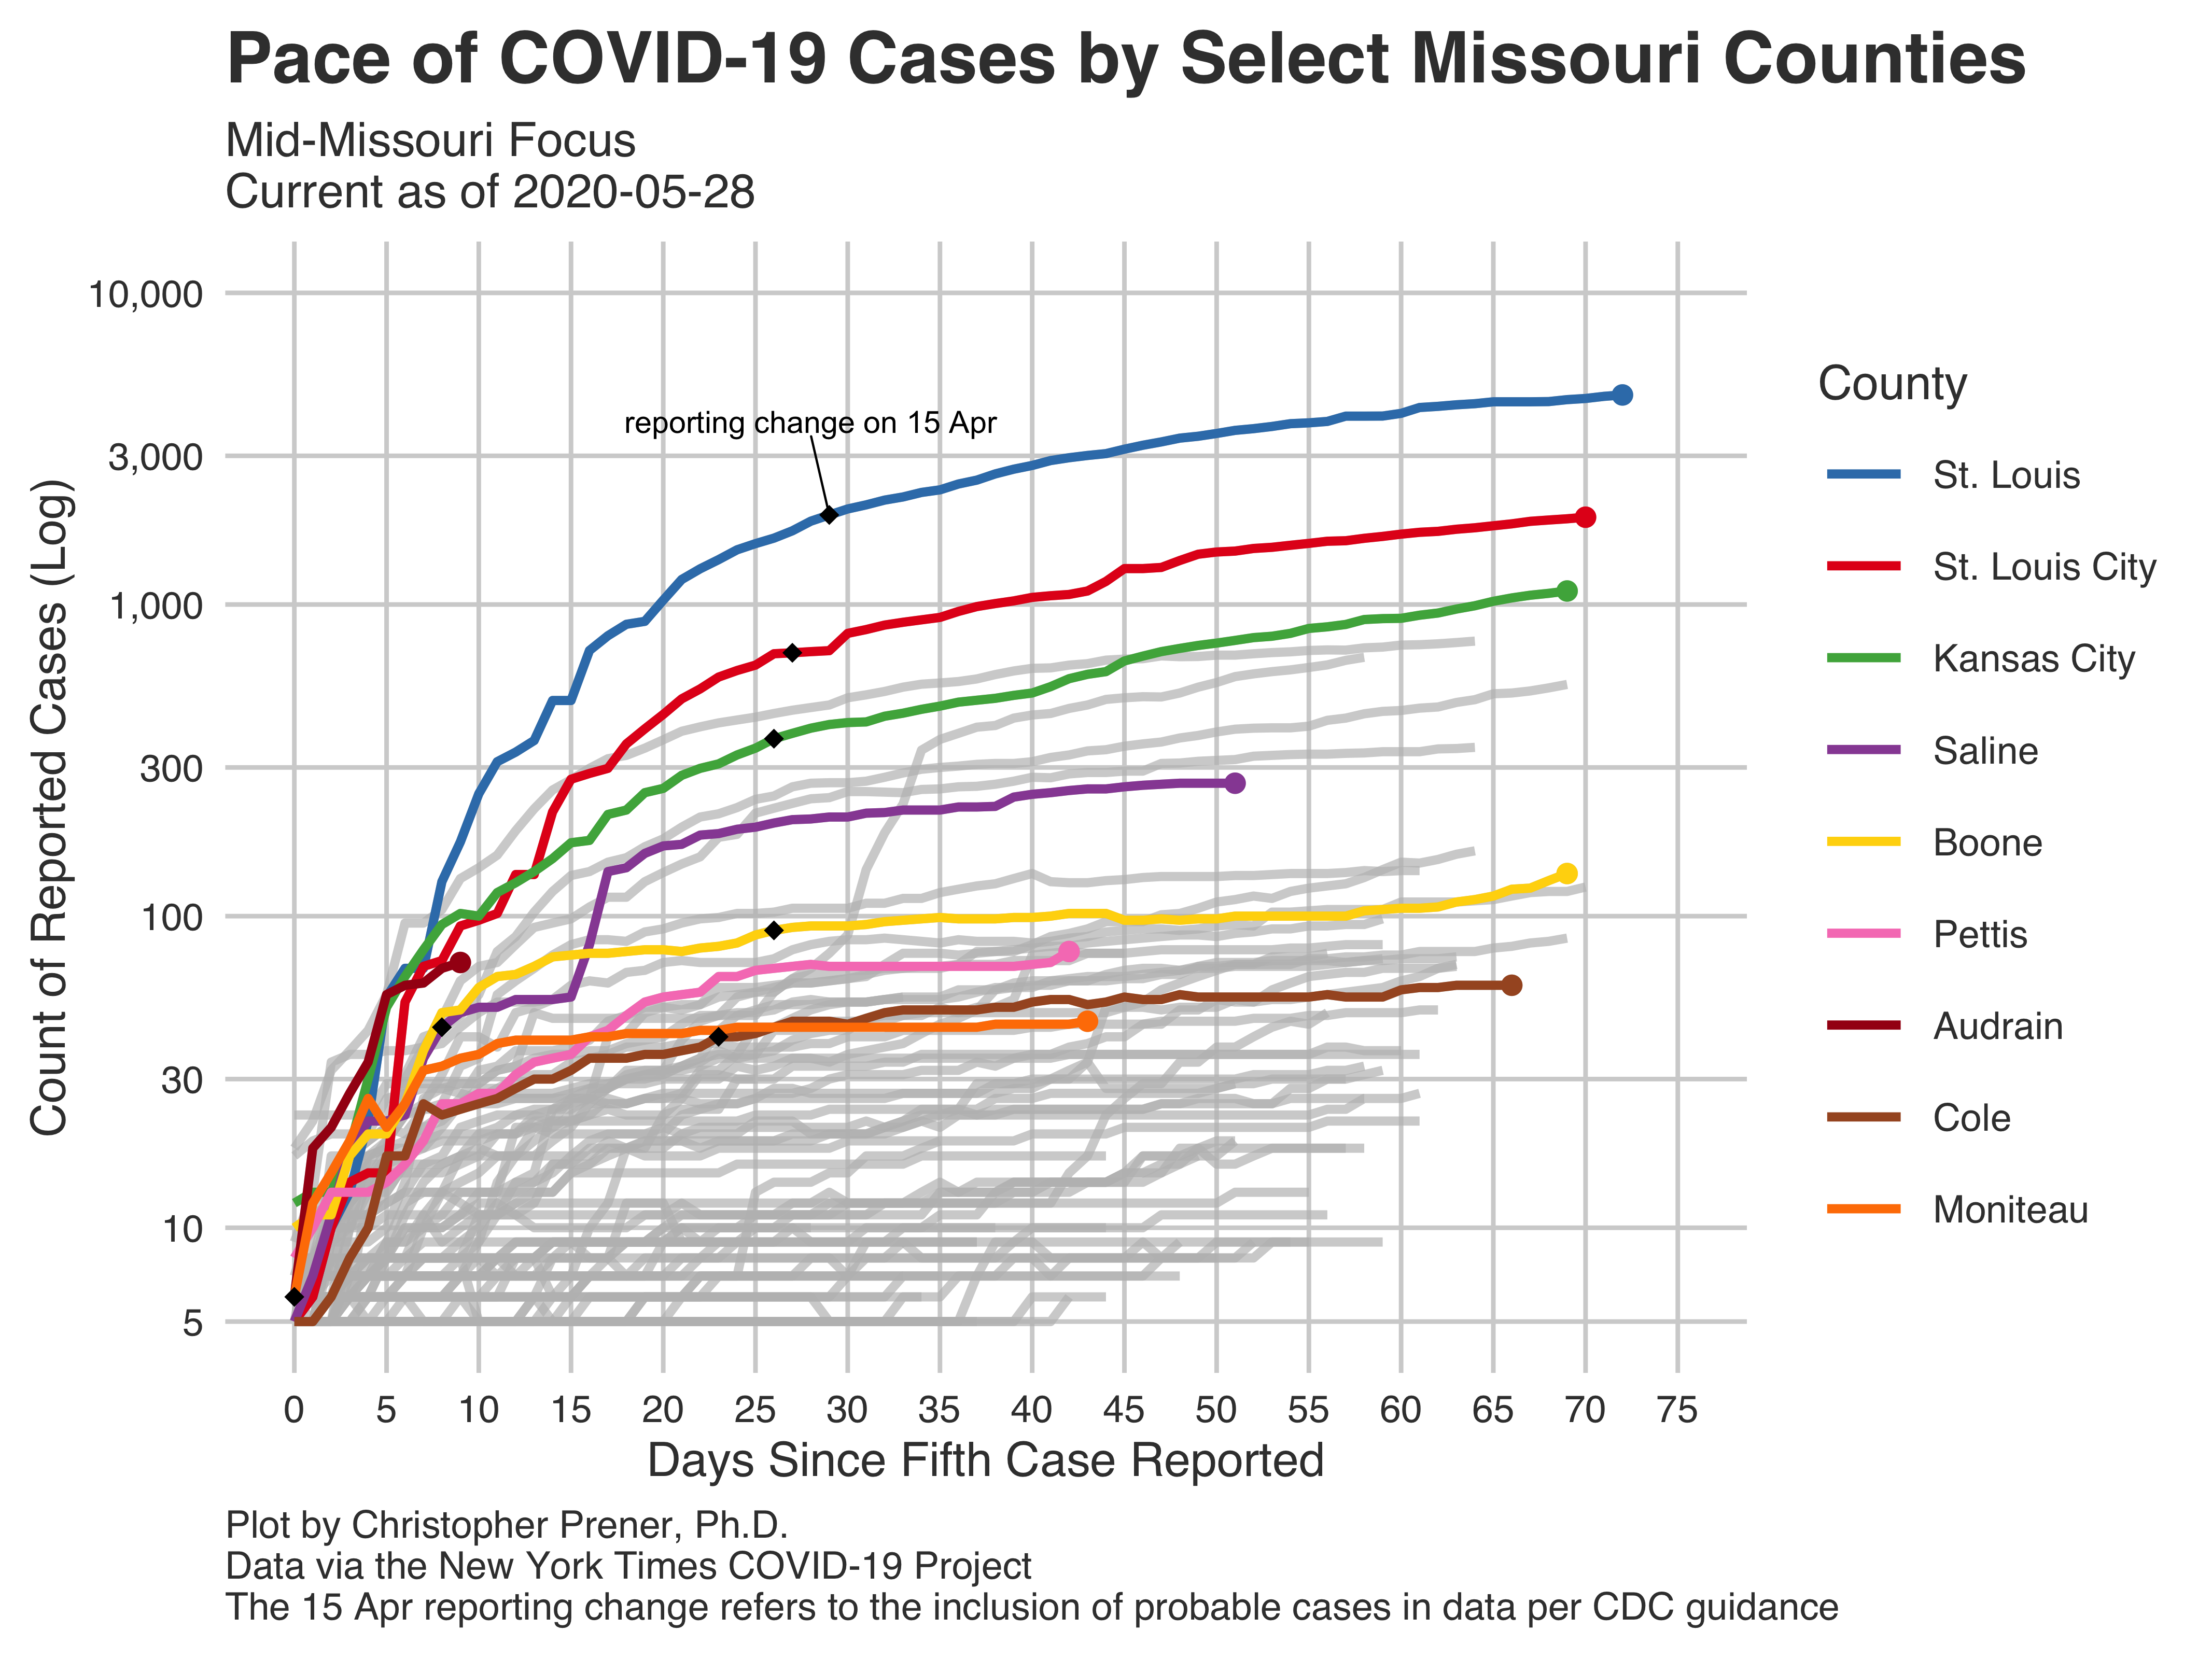 Pace of COVID-19 Cases by Select Missouri Counties
Mid-Missouri Focus
Current as of 2020-05-28
Count of Reported Cases (Log)
10,000
3,000
1,000
300
100
30
10
5
reporting change on 15 Apr
0 5 10 15 20 25 30 35 40 45 50 55 60 65 70 75
Days Since Fifth Case Reported
County
St. Louis
St. Louis City
Kansas City
Saline
Boone
Pettis
Audrain
Cole
Moniteau
Plot by Christopher Prener, Ph.D.
Data via the New York Times COVID-19 Project
The 15 Apr reporting change refers to the inclusion of probable cases in data per CDC guidance